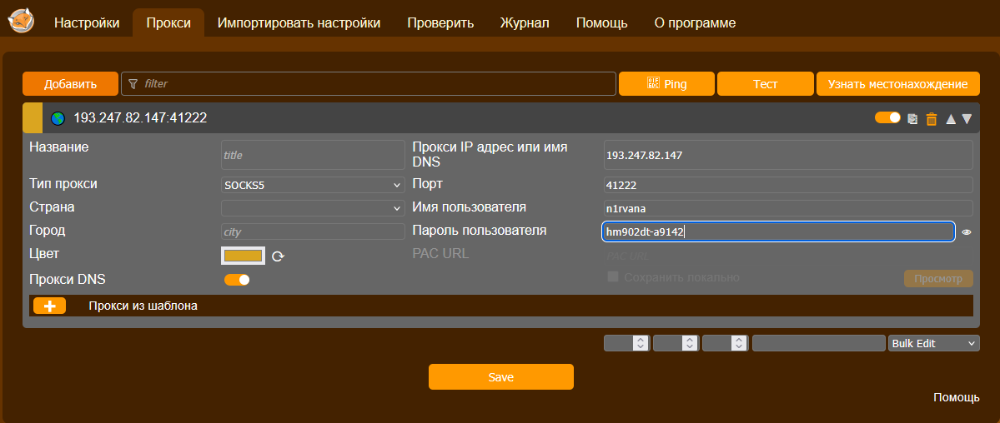 Настройки Прокси Импортировать настройки Проверить Журнал Помощь О программе
Добавить filter Ping Тест Узнать местонахождение
193.247.82.147:41222
Название title Прокси IP адрес или имя DNS 193.247.82.147
Тип прокси SOCKS5 Порт 41222
Страна Имя пользователя n1rvana
Город city Пароль пользователя hm902dt-a9142
Цвет PAC URL PAC URL
Прокси DNS Сохранить локально Просмотр
Прокси из шаблона
Bulk Edit
Save
Помощь